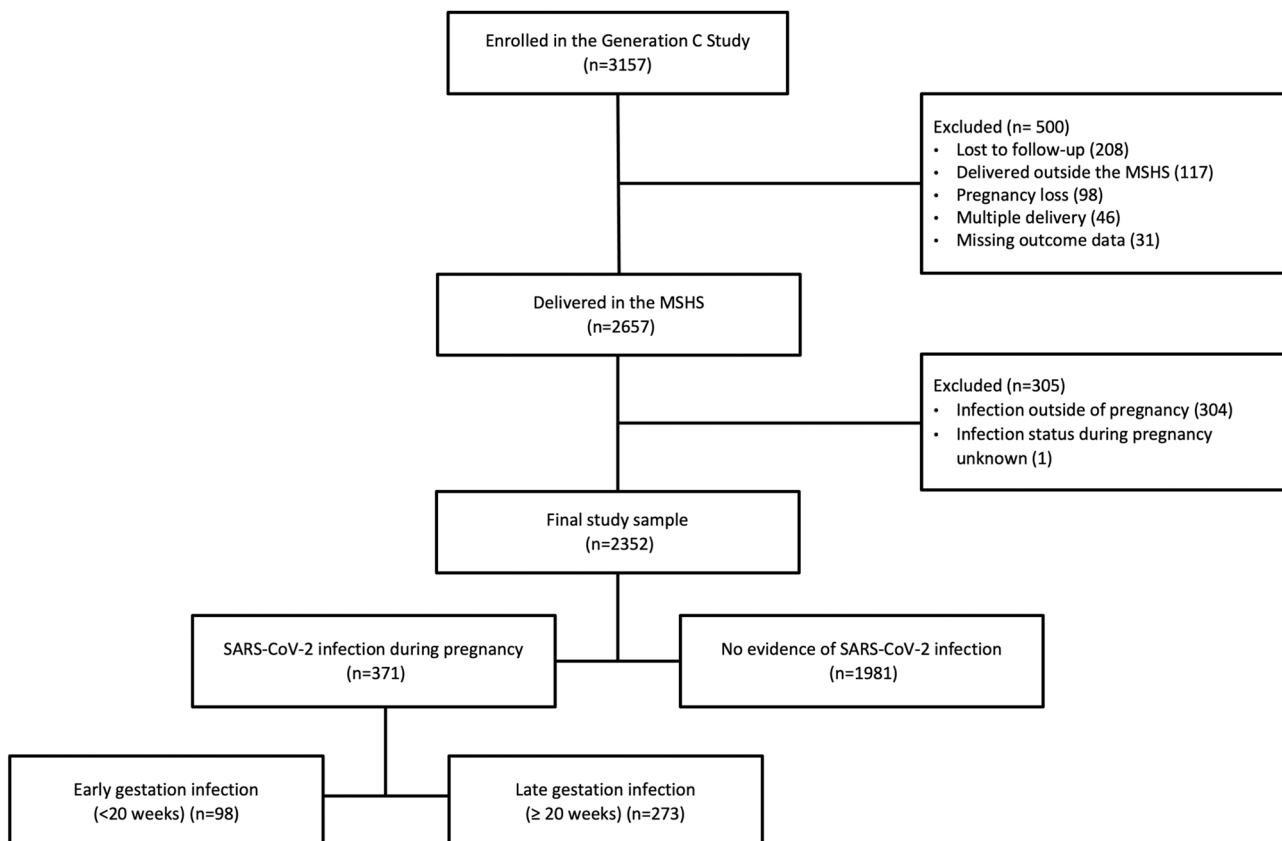 Enrolled in the Generation C Study
(n=3157)
Excluded (n= 500)
• Lost to follow-up (208)
• Delivered outside the MSHS (117)
• Pregnancy loss (98)
• Multiple delivery (46)
• Missing outcome data (31)
Delivered in the MSHS
(n=2657)
Excluded (n=305)
• Infection outside of pregnancy (304)
• Infection status during pregnancy
unknown (1)
Final study sample
(n=2352)
SARS-CoV-2 infection during pregnancy
(n=371)
No evidence of SARS-CoV-2 infection
(n=1981)
Early gestation infection
(<20 weeks) (n=98)
Late gestation infection
(≥ 20 weeks) (n=273)